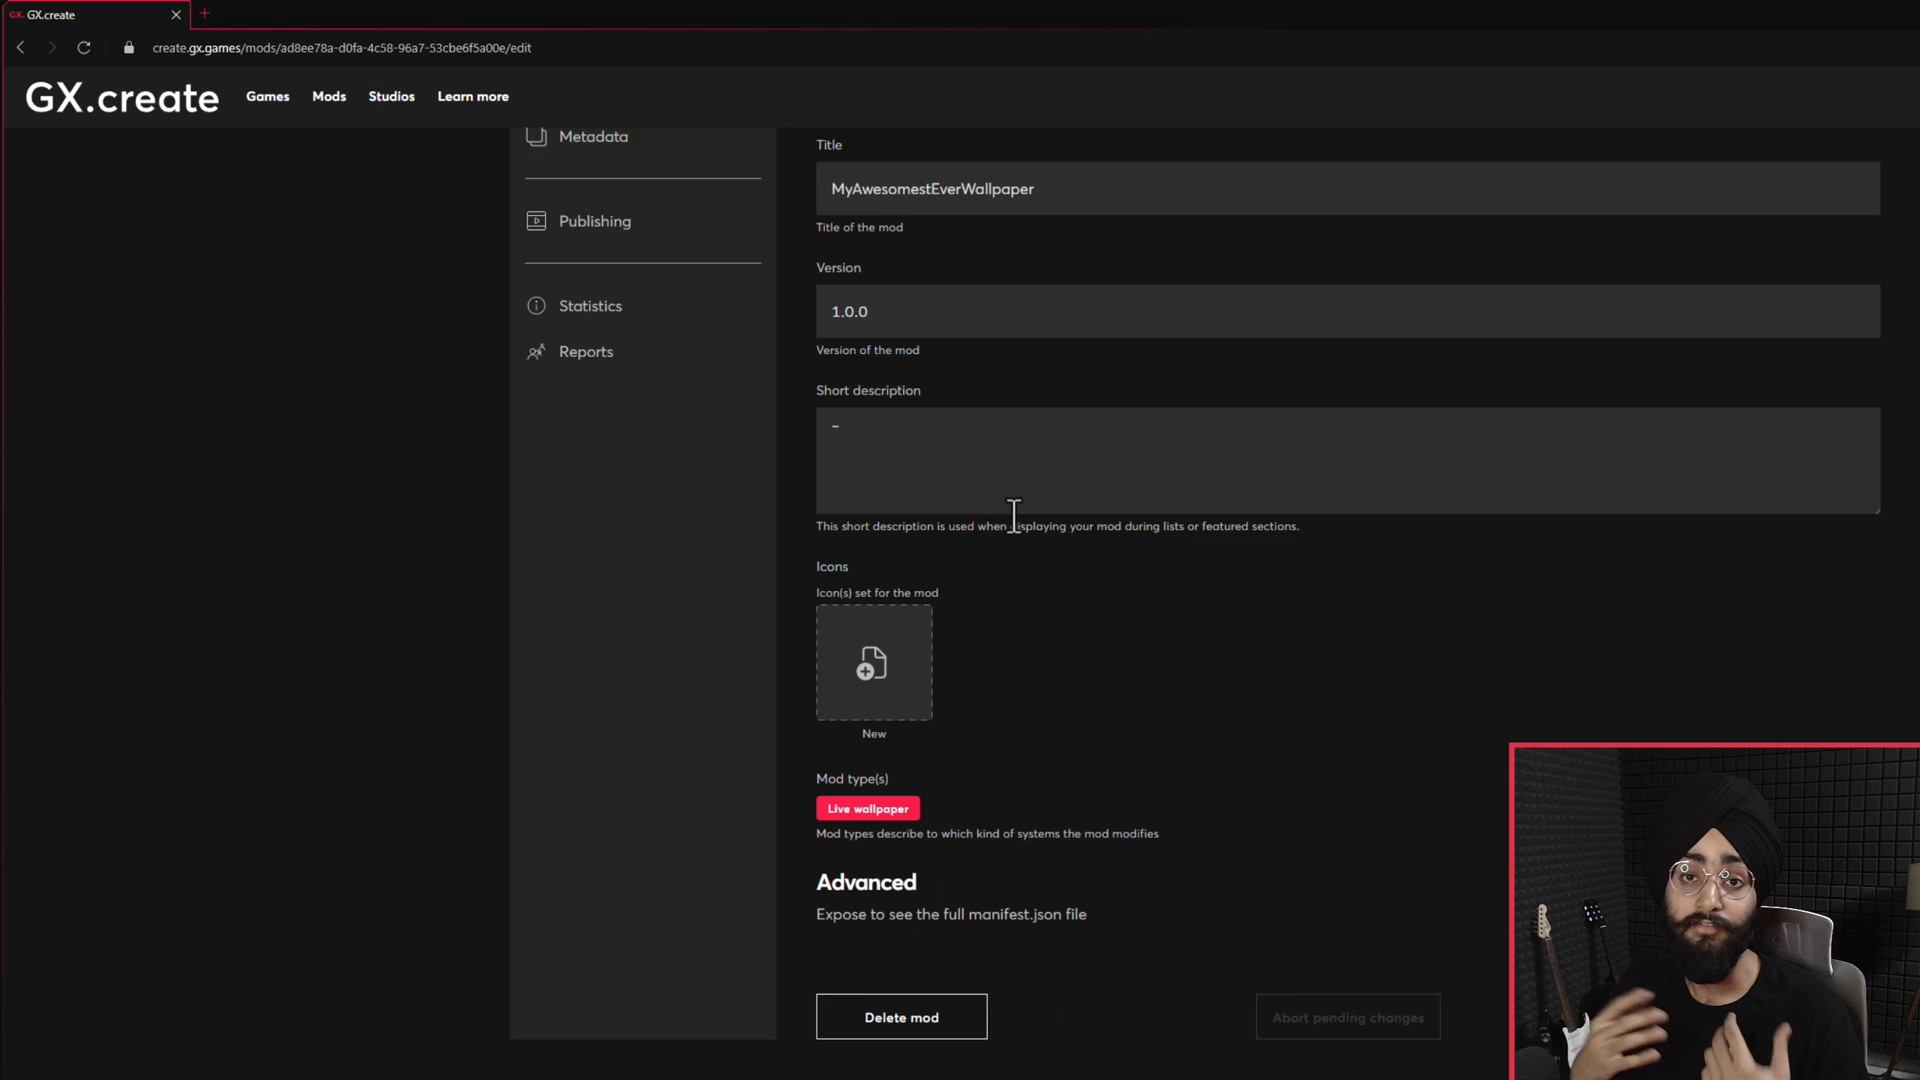 GX.create
create.gx.games/mods/ad8ee78a-d0fa-4c58-96a7-53cbe6f5a00e/edit
GX.create Games Mods Studios Learn more
Metadata
Publishing
Statistics
Reports
Title
MyAwesomestEverWallpaper
Title of the mod
Version
1.0.0
Version of the mod
Short description
-
This short description is used when displaying your mod during lists or featured sections.
Icons
Icon(s) set for the mod
New
Mod type(s)
Live wallpaper
Mod types describe to which kind of systems the mod modifies
Advanced
Expose to see the full manifest.json file
Delete mod
Abort pending changes